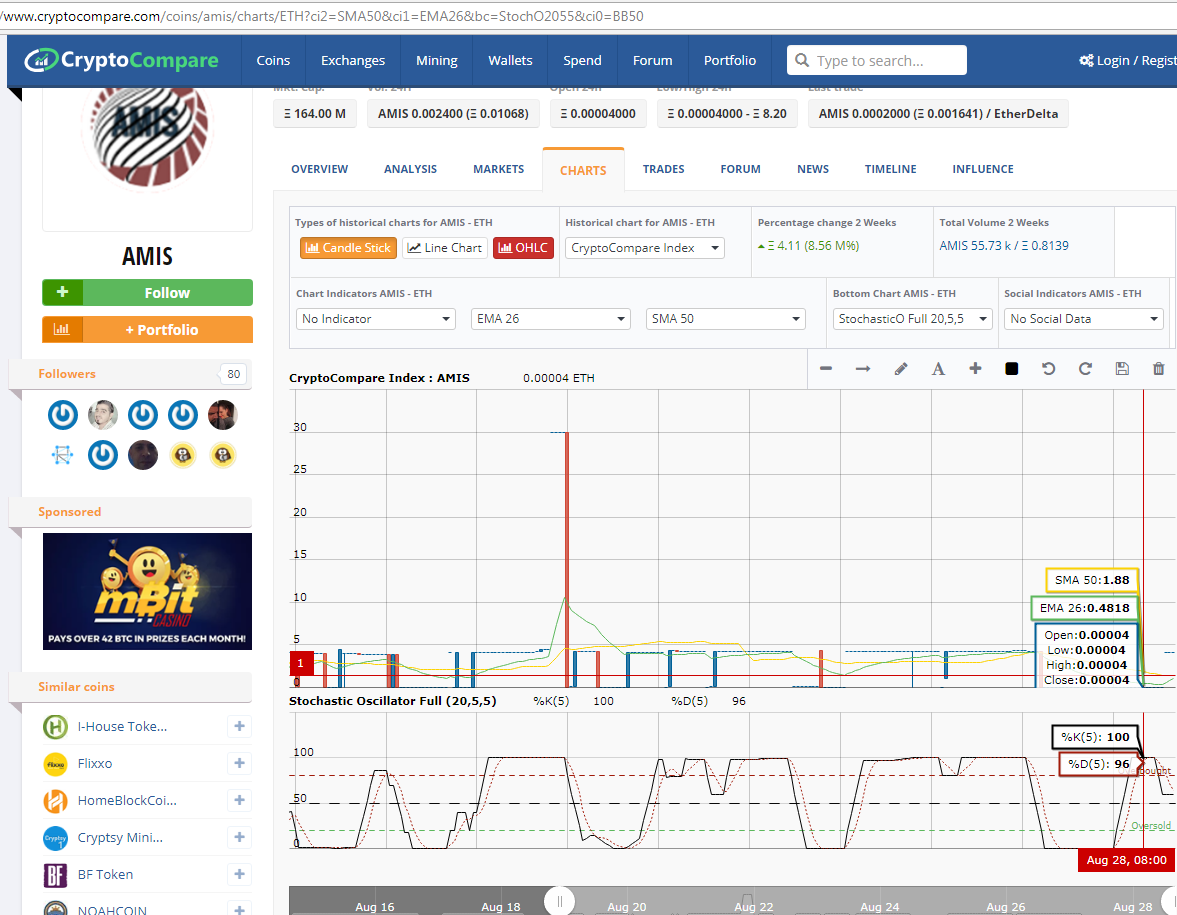 /www.cryptocompare.com/coins/amis/charts/ETH?ci2=SMA50&ci1=EMA26&bc=StochO2055&ci0=BB50
CryptoCompare
Coins Exchanges Mining Wallets Spend Forum Portfolio Type to search... Login / Regist
Mkt. Cap. Vol. 24H Open 24h Low/High 24h Last trade
Ξ 164.00 M AMIS 0.002400 (Ξ 0.01068) Ξ 0.00004000 Ξ 0.00004000 - Ξ 8.20 AMIS 0.0002000 (Ξ 0.001641) / EtherDelta
AMIS
OVERVIEW ANALYSIS MARKETS CHARTS TRADES FORUM NEWS TIMELINE INFLUENCE
AMIS
Follow
+ Portfolio
Followers 80
Sponsored
mBit
CASINO
PAYS OVER 42 BTC IN PRIZES EACH MONTH!
Similar coins
I-House Toke...
Flixxo
HomeBlockCoi...
Cryptsy Mini...
BF Token
NOAHCOIN
Types of historical charts for AMIS - ETH
Candle Stick Line Chart OHLC
Historical chart for AMIS - ETH
CryptoCompare Index
Percentage change 2 Weeks
Ξ 4.11 (8.56 M%)
Total Volume 2 Weeks
AMIS 55.73 k / Ξ 0.8139
Chart Indicators AMIS - ETH
No Indicator EMA 26 SMA 50
Bottom Chart AMIS - ETH
StochasticO Full 20,5,5
Social Indicators AMIS - ETH
No Social Data
CryptoCompare Index : AMIS 0.00004 ETH
A
30
25
20
15
10
5
1
0
SMA 50:1.88
EMA 26:0.4818
Open:0.00004
Low:0.00004
High:0.00004
Close:0.00004
Stochastic Oscillator Full (20,5,5) %K(5) 100 %D(5) 96
100
50
0
%K(5): 100
%D(5): 96
Oversold
Aug 28, 08:00
Aug 16 Aug 18 Aug 20 Aug 22 Aug 24 Aug 26 Aug 28